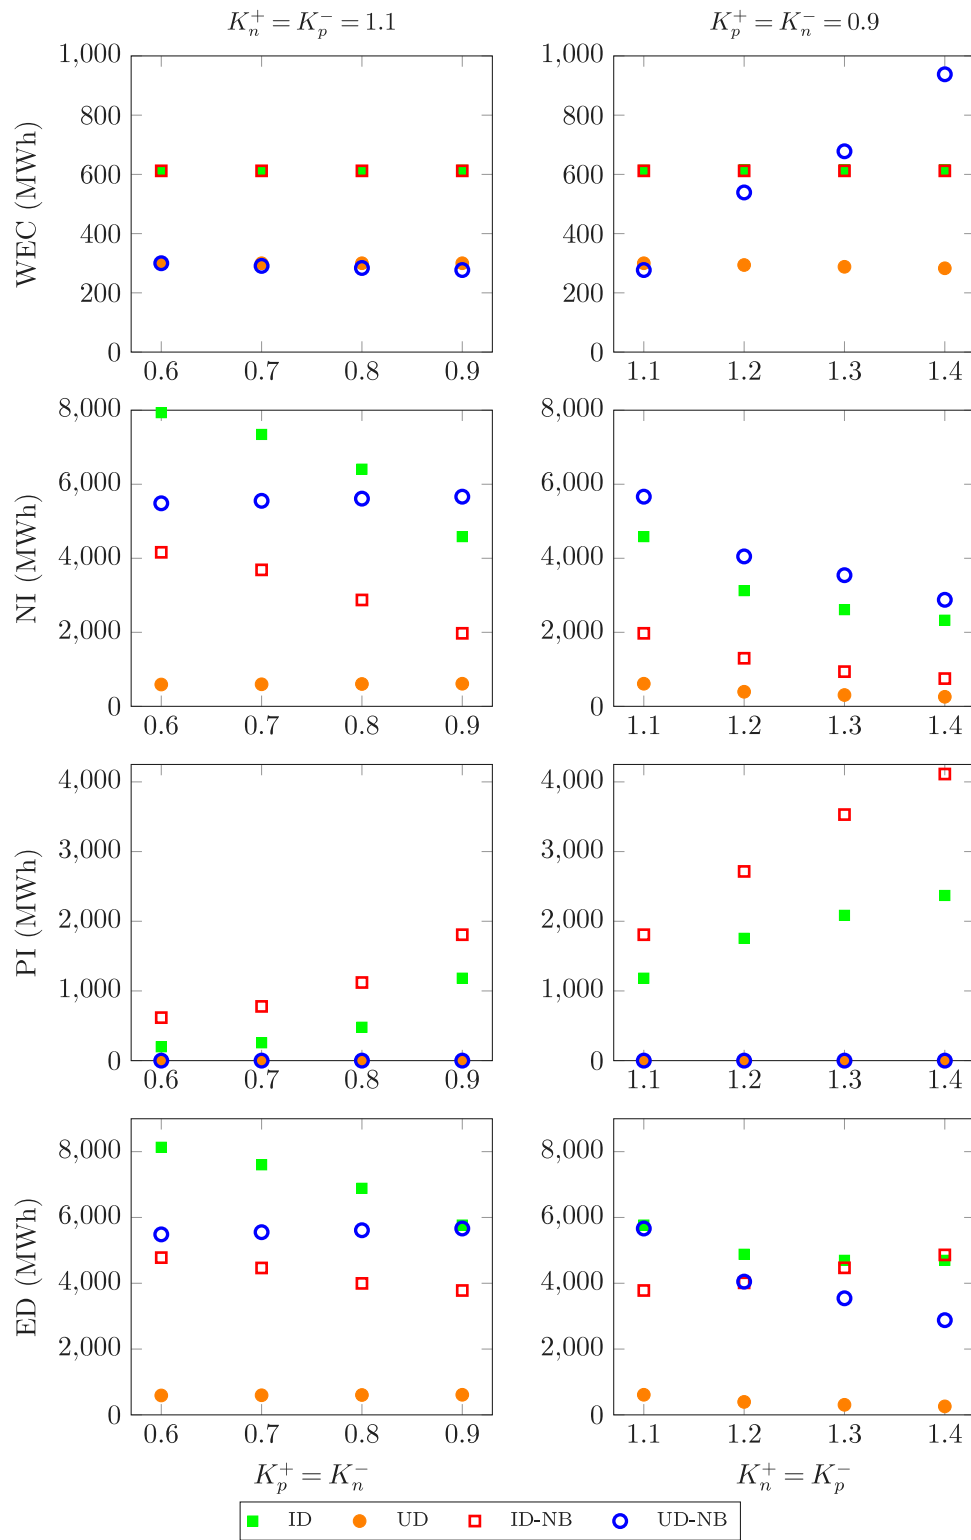 K_n^+ = K_p^- = 1.1
K_p^+ = K_n^- = 0.9
WEC (MWh)
1,000
800
600
400
200
0
0.6 0.7 0.8 0.9
1,000
800
600
400
200
0
1.1 1.2 1.3 1.4
NI (MWh)
8,000
6,000
4,000
2,000
0
0.6 0.7 0.8 0.9
8,000
6,000
4,000
2,000
0
1.1 1.2 1.3 1.4
PI (MWh)
4,000
3,000
2,000
1,000
0
0.6 0.7 0.8 0.9
4,000
3,000
2,000
1,000
0
1.1 1.2 1.3 1.4
ED (MWh)
8,000
6,000
4,000
2,000
0
0.6 0.7 0.8 0.9
8,000
6,000
4,000
2,000
0
1.1 1.2 1.3 1.4
K_p^+ = K_n^-
K_n^+ = K_p^-
ID UD ID-NB UD-NB